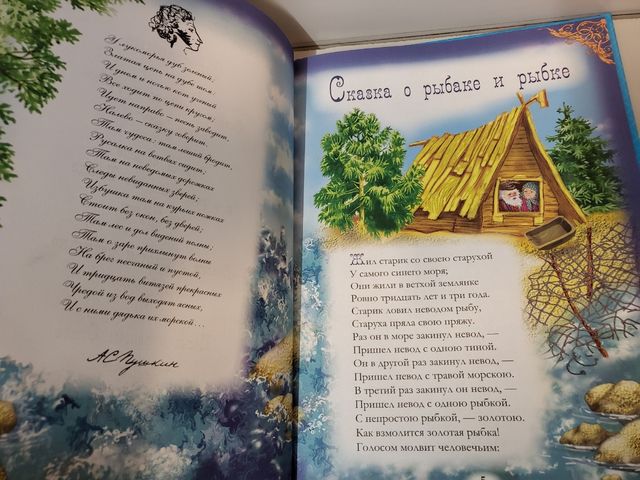 У лукоморья дуб зелёный,
Златая цепь на дубе том:
И днём и ночью кот учёный
Всё ходит по цепи кругом;
Идёт направо — песнь заводит,
Налево — сказку говорит.
Там чудеса: там леший бродит,
Русалка на ветвях сидит;
Там на неведомых дорожках
Следы невиданных зверей;
Избушка там на курьих ножках
Стоит без окон, без дверей;
Там лес и дол видений полны;
Там о заре прихлынут волны
На брег песчаный и пустой,
И тридцать витязей прекрасных
Чредой из вод выходят ясных,
И с ними дядька их морской...
А С Пушкин
Сказка о рыбаке и рыбке
Жил старик со своею старухой
У самого синего моря;
Они жили в ветхой землянке
Ровно тридцать лет и три года.
Старик ловил неводом рыбу,
Старуха пряла свою пряжу.
Раз он в море закинул невод, —
Пришел невод с одною тиной.
Он в другой раз закинул невод, —
Пришел невод с травой морскою.
В третий раз закинул он невод, —
Пришел невод с одною рыбкой.
С непростою рыбкой, — золотою.
Как взмолится золотая рыбка!
Голосом молвит человечьим: